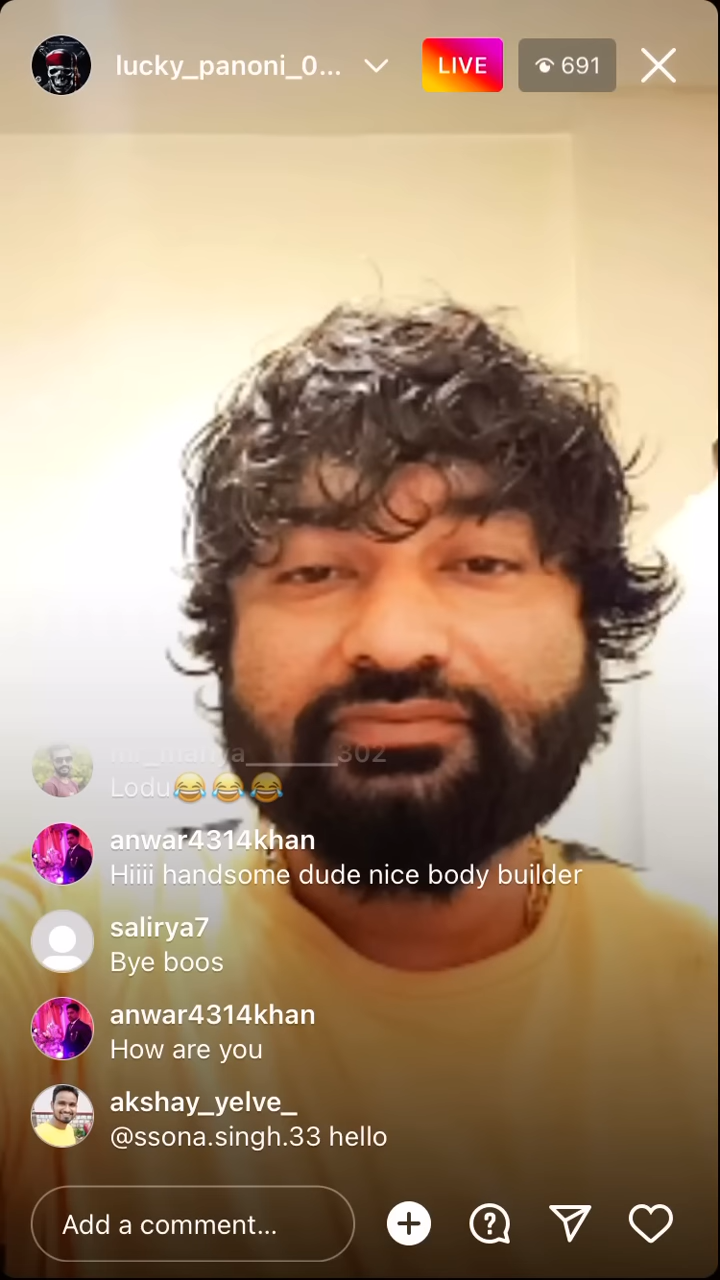 lucky_panoni_0...
LIVE
691
302
Lodu😂😂😂
anwar4314khan
Hiiii handsome dude nice body builder
salirya7
Bye boos
anwar4314khan
How are you
akshay_yelve_
@ssona.singh.33 hello
Add a comment...